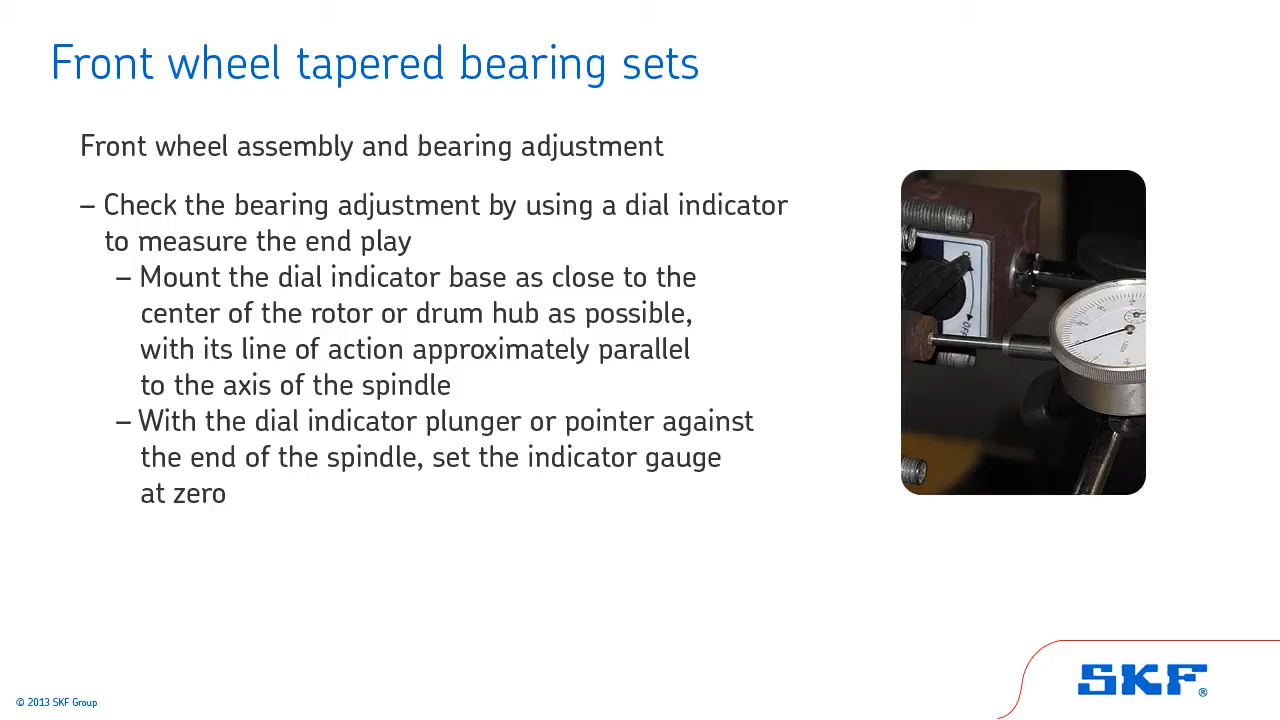 Front wheel tapered bearing sets
Front wheel assembly and bearing adjustment
– Check the bearing adjustment by using a dial indicator
to measure the end play
– Mount the dial indicator base as close to the
center of the rotor or drum hub as possible,
with its line of action approximately parallel
to the axis of the spindle
– With the dial indicator plunger or pointer against
the end of the spindle, set the indicator gauge
at zero
OFF
SKF®
© 2013 SKF Group